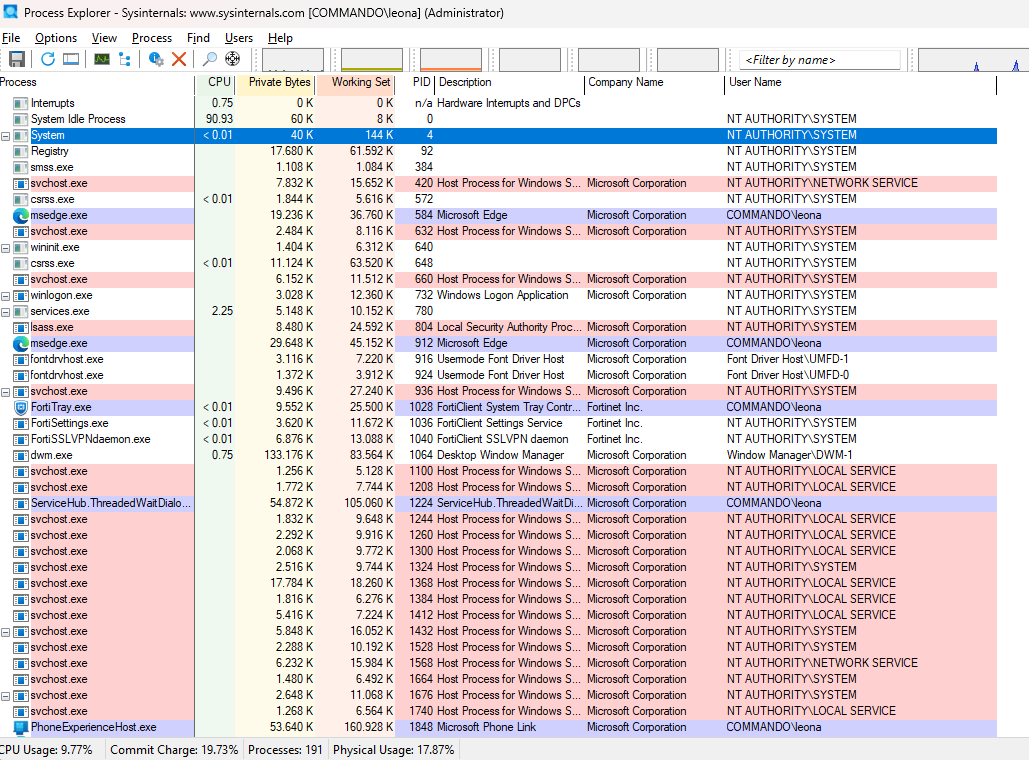 Process Explorer - Sysinternals: www.sysinternals.com [COMMANDO\leona] (Administrator)
File Options View Process Find Users Help
<Filter by name>
Process CPU Private Bytes Working Set PID Description Company Name User Name
Interrupts 0.75 0 K 0 K n/a Hardware Interrupts and DPCs
System Idle Process 90.93 60 K 8 K 0 NT AUTHORITY\SYSTEM
System < 0.01 40 K 144 K 4 NT AUTHORITY\SYSTEM
Registry 17.680 K 61.592 K 92 NT AUTHORITY\SYSTEM
smss.exe 1.108 K 1.084 K 384 NT AUTHORITY\SYSTEM
svchost.exe 7.832 K 15.652 K 420 Host Process for Windows S... Microsoft Corporation NT AUTHORITY\NETWORK SERVICE
csrss.exe < 0.01 1.844 K 5.616 K 572 NT AUTHORITY\SYSTEM
msedge.exe 19.236 K 36.760 K 584 Microsoft Edge Microsoft Corporation COMMANDO\leona
svchost.exe 2.484 K 8.116 K 632 Host Process for Windows S... Microsoft Corporation NT AUTHORITY\SYSTEM
wininit.exe 1.404 K 6.312 K 640 NT AUTHORITY\SYSTEM
csrss.exe < 0.01 11.124 K 63.520 K 648 NT AUTHORITY\SYSTEM
svchost.exe 6.152 K 11.512 K 660 Host Process for Windows S... Microsoft Corporation NT AUTHORITY\SYSTEM
winlogon.exe 3.028 K 12.360 K 732 Windows Logon Application Microsoft Corporation NT AUTHORITY\SYSTEM
services.exe 2.25 5.148 K 10.152 K 780 NT AUTHORITY\SYSTEM
lsass.exe 8.480 K 24.592 K 804 Local Security Authority Proc... Microsoft Corporation NT AUTHORITY\SYSTEM
msedge.exe 29.648 K 45.152 K 912 Microsoft Edge Microsoft Corporation COMMANDO\leona
fontdrvhost.exe 3.116 K 7.220 K 916 Usermode Font Driver Host Microsoft Corporation Font Driver Host\UMFD-1
fontdrvhost.exe 1.372 K 3.912 K 924 Usermode Font Driver Host Microsoft Corporation Font Driver Host\UMFD-0
svchost.exe 9.496 K 27.240 K 936 Host Process for Windows S... Microsoft Corporation NT AUTHORITY\SYSTEM
FortiTray.exe < 0.01 9.552 K 25.500 K 1028 FortiClient System Tray Contr... Fortinet Inc. COMMANDO\leona
FortiSettings.exe < 0.01 3.620 K 11.672 K 1036 FortiClient Settings Service Fortinet Inc. NT AUTHORITY\SYSTEM
FortiSSLVPNdaemon.exe < 0.01 6.876 K 13.088 K 1040 FortiClient SSLVPN daemon Fortinet Inc. NT AUTHORITY\SYSTEM
dwm.exe 0.75 133.176 K 83.564 K 1064 Desktop Window Manager Microsoft Corporation Window Manager\DWM-1
svchost.exe 1.256 K 5.128 K 1100 Host Process for Windows S... Microsoft Corporation NT AUTHORITY\LOCAL SERVICE
svchost.exe 1.772 K 7.744 K 1208 Host Process for Windows S... Microsoft Corporation NT AUTHORITY\LOCAL SERVICE
ServiceHub.ThreadedWaitDialo... 54.872 K 105.060 K 1224 ServiceHub.ThreadedWaitDi... Microsoft Corporation COMMANDO\leona
svchost.exe 1.832 K 9.648 K 1244 Host Process for Windows S... Microsoft Corporation NT AUTHORITY\LOCAL SERVICE
svchost.exe 2.292 K 9.916 K 1260 Host Process for Windows S... Microsoft Corporation NT AUTHORITY\LOCAL SERVICE
svchost.exe 2.068 K 9.772 K 1300 Host Process for Windows S... Microsoft Corporation NT AUTHORITY\LOCAL SERVICE
svchost.exe 2.516 K 9.744 K 1324 Host Process for Windows S... Microsoft Corporation NT AUTHORITY\SYSTEM
svchost.exe 17.784 K 18.260 K 1368 Host Process for Windows S... Microsoft Corporation NT AUTHORITY\LOCAL SERVICE
svchost.exe 1.816 K 6.276 K 1384 Host Process for Windows S... Microsoft Corporation NT AUTHORITY\LOCAL SERVICE
svchost.exe 5.416 K 7.224 K 1412 Host Process for Windows S... Microsoft Corporation NT AUTHORITY\LOCAL SERVICE
svchost.exe 5.848 K 16.052 K 1432 Host Process for Windows S... Microsoft Corporation NT AUTHORITY\SYSTEM
svchost.exe 2.288 K 10.192 K 1528 Host Process for Windows S... Microsoft Corporation NT AUTHORITY\SYSTEM
svchost.exe 6.232 K 15.984 K 1568 Host Process for Windows S... Microsoft Corporation NT AUTHORITY\NETWORK SERVICE
svchost.exe 1.480 K 6.492 K 1664 Host Process for Windows S... Microsoft Corporation NT AUTHORITY\SYSTEM
svchost.exe 2.648 K 11.068 K 1676 Host Process for Windows S... Microsoft Corporation NT AUTHORITY\SYSTEM
svchost.exe 1.268 K 6.564 K 1740 Host Process for Windows S... Microsoft Corporation NT AUTHORITY\LOCAL SERVICE
PhoneExperienceHost.exe 53.640 K 160.928 K 1848 Microsoft Phone Link Microsoft Corporation COMMANDO\leona
CPU Usage: 9.77% Commit Charge: 19.73% Processes: 191 Physical Usage: 17.87%